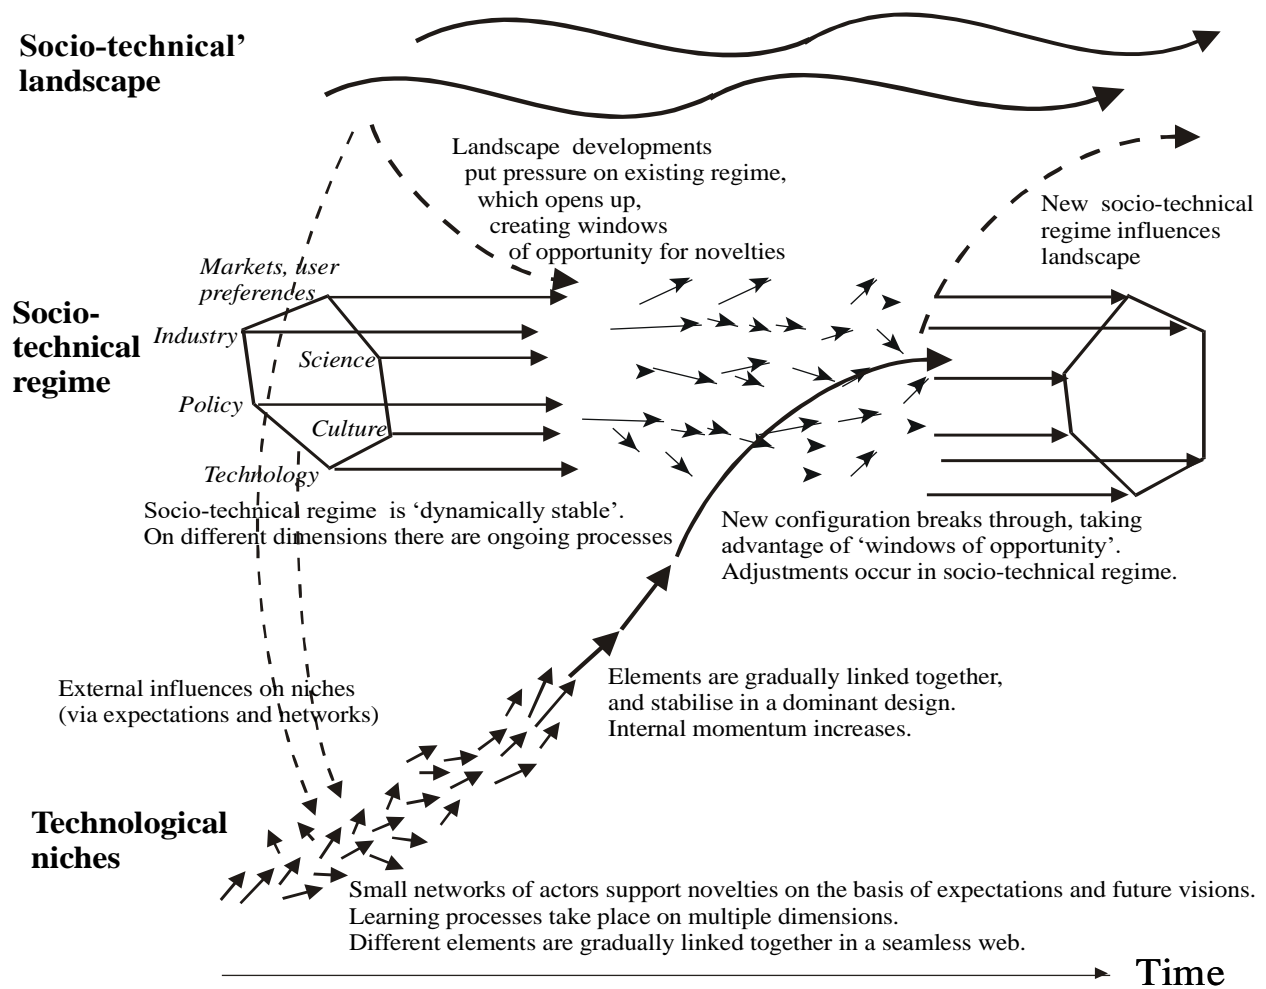 Socio-technical’
landscape
Landscape developments
put pressure on existing regime,
which opens up,
creating windows
of opportunity for novelties
New socio-technical
regime influences
landscape
Socio-
technical
regime
Markets, user
preferences
Industry
Science
Policy
Culture
Technology
Socio-technical regime is ‘dynamically stable’.
On different dimensions there are ongoing processes
New configuration breaks through, taking
advantage of ‘windows of opportunity’.
Adjustments occur in socio-technical regime.
External influences on niches
(via expectations and networks)
Elements are gradually linked together,
and stabilise in a dominant design.
Internal momentum increases.
Technological
niches
Small networks of actors support novelties on the basis of expectations and future visions.
Learning processes take place on multiple dimensions.
Different elements are gradually linked together in a seamless web.
Time